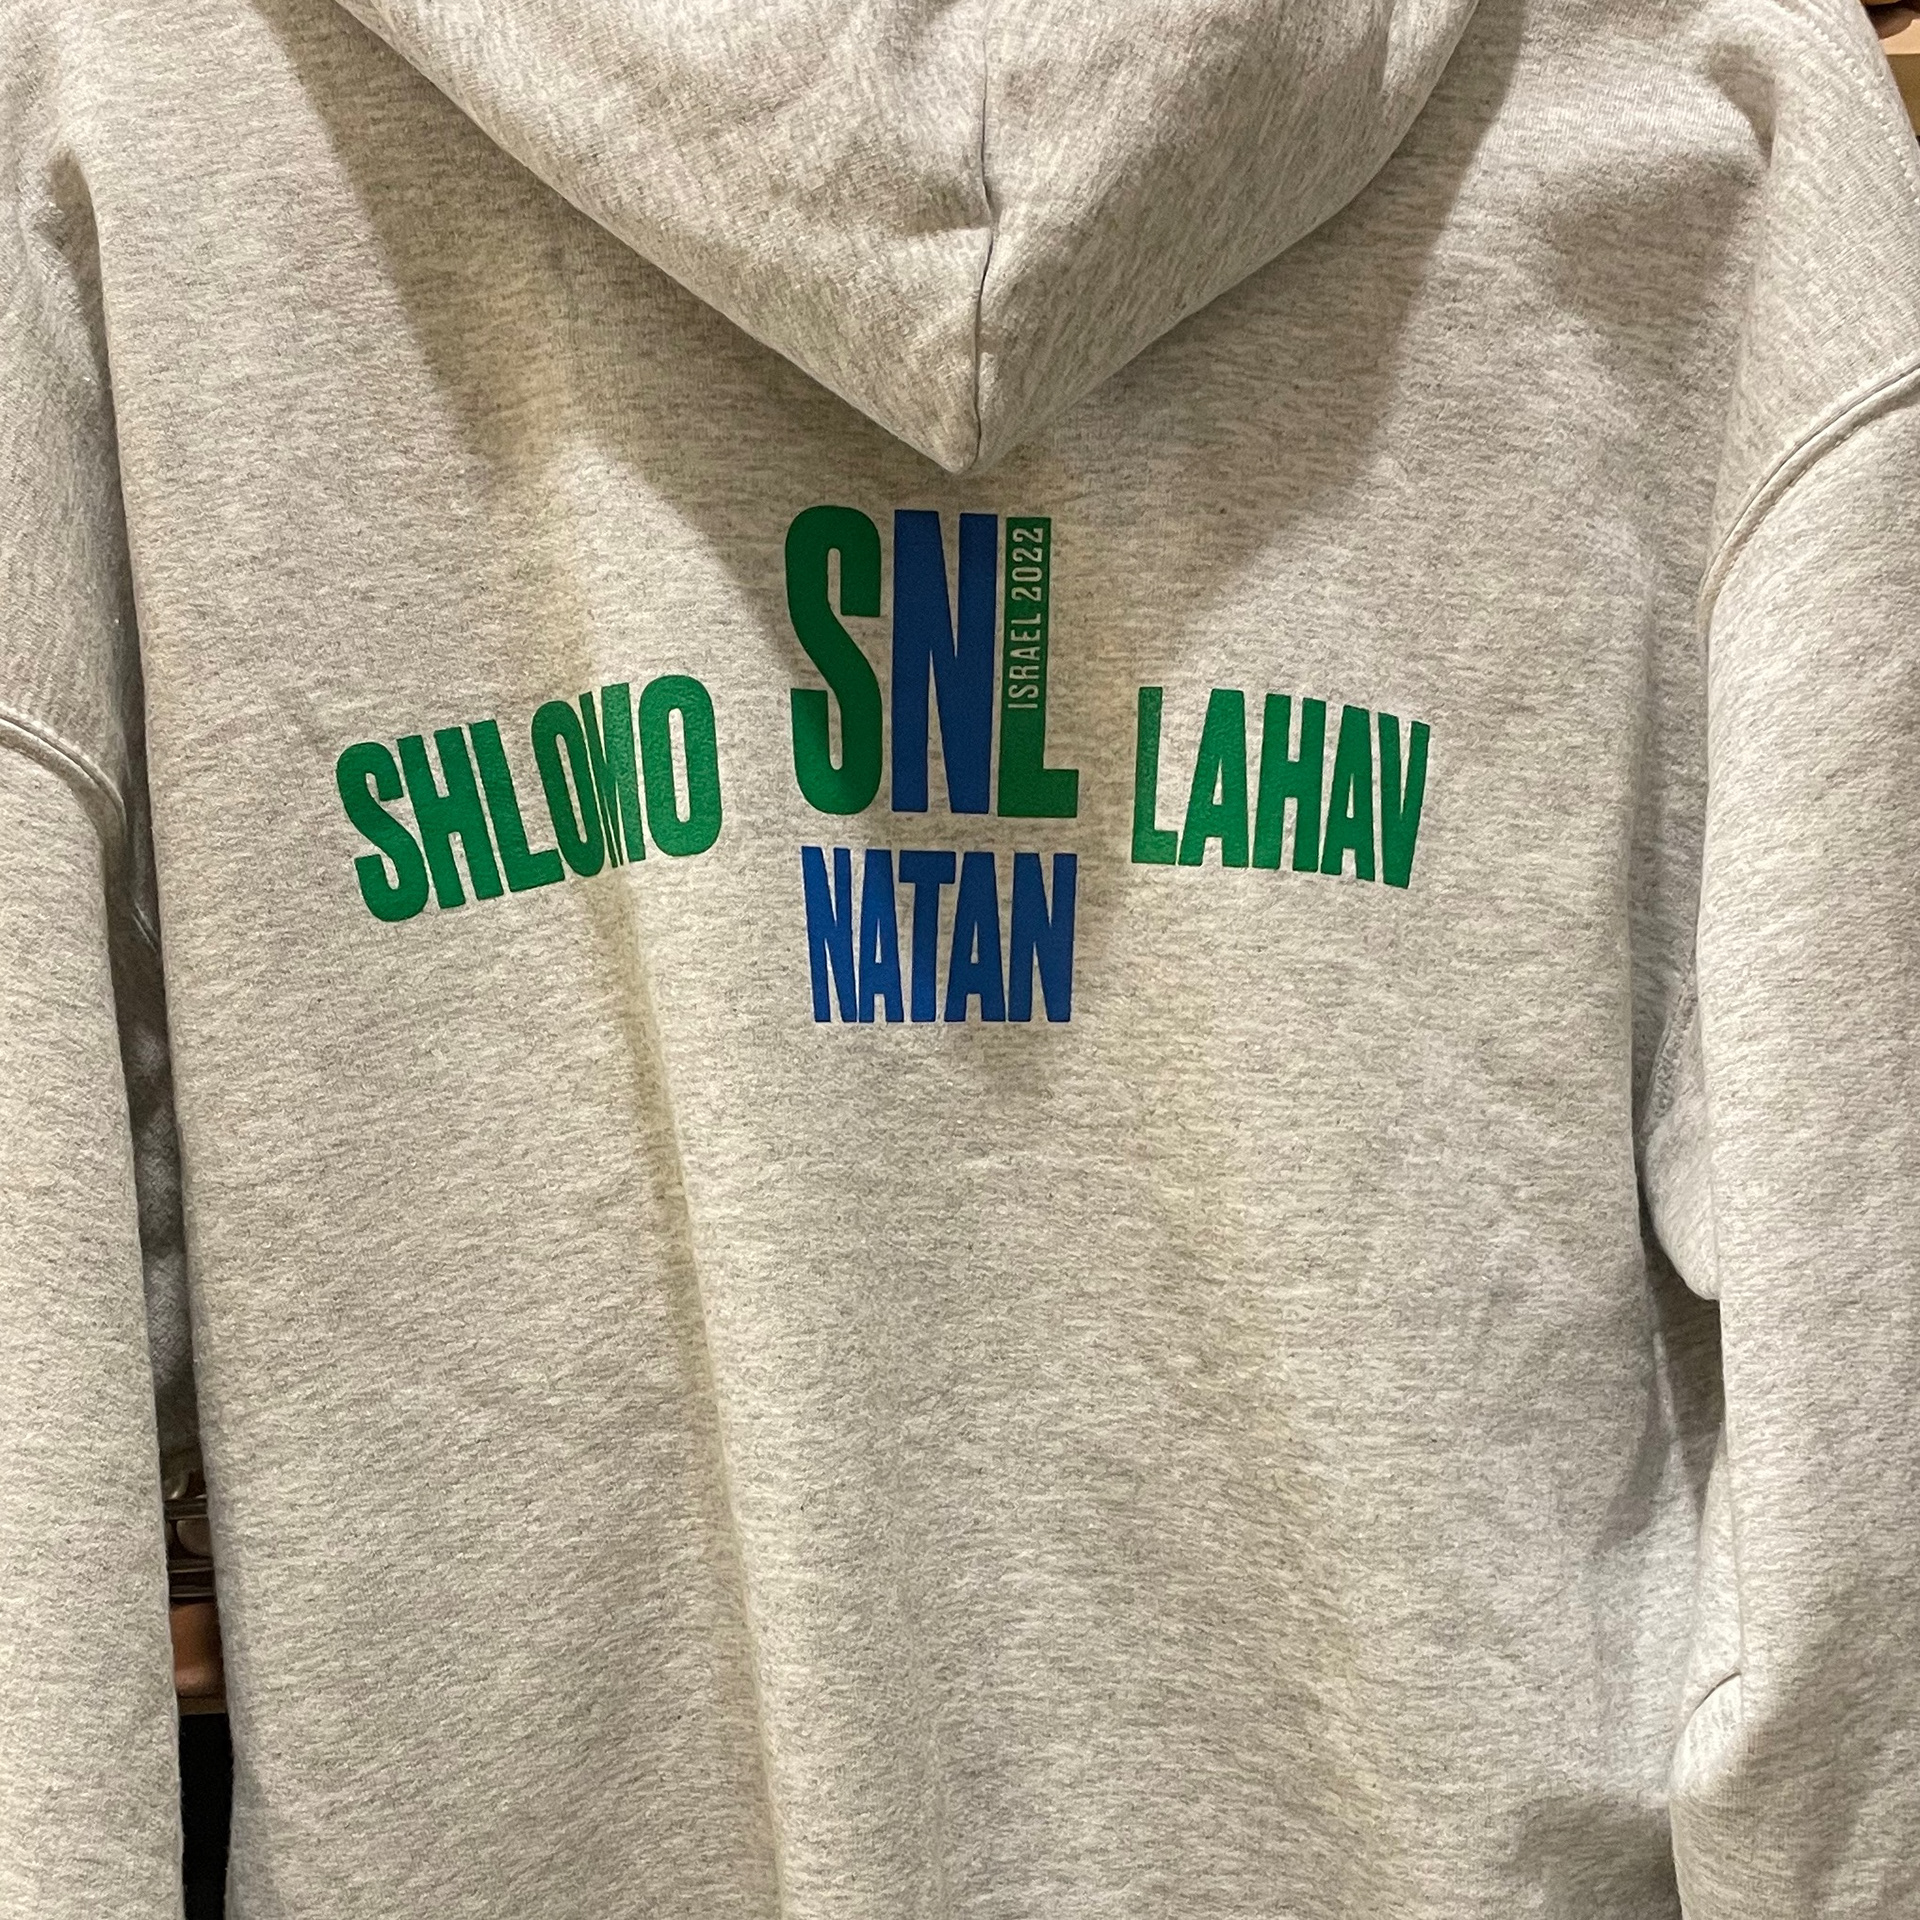 SNL
ISRAEL 2022
SHLOMO
LAHAV
NATAN